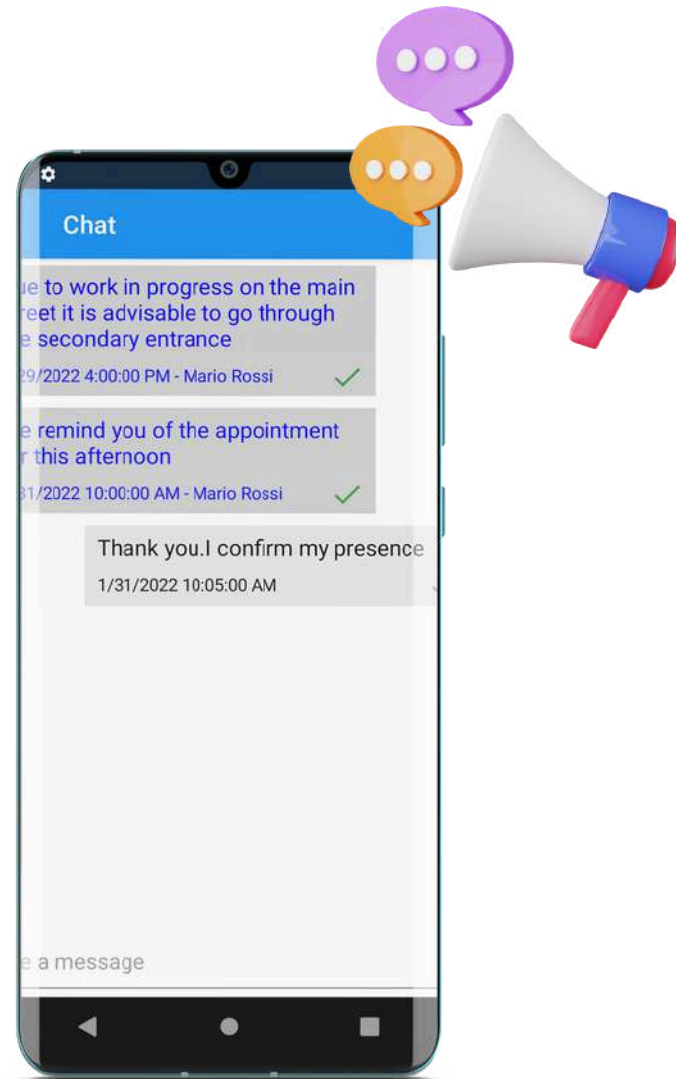 Chat
work in progress on the main
it is advisable to go through
secondary entrance
29/2022 4:00:00 PM - Mario Rossi
remind you of the appointment
this afternoon
31/2022 10:00:00 AM - Mario Rossi
Thank you.I confirm my presence
1/31/2022 10:05:00 AM
a message